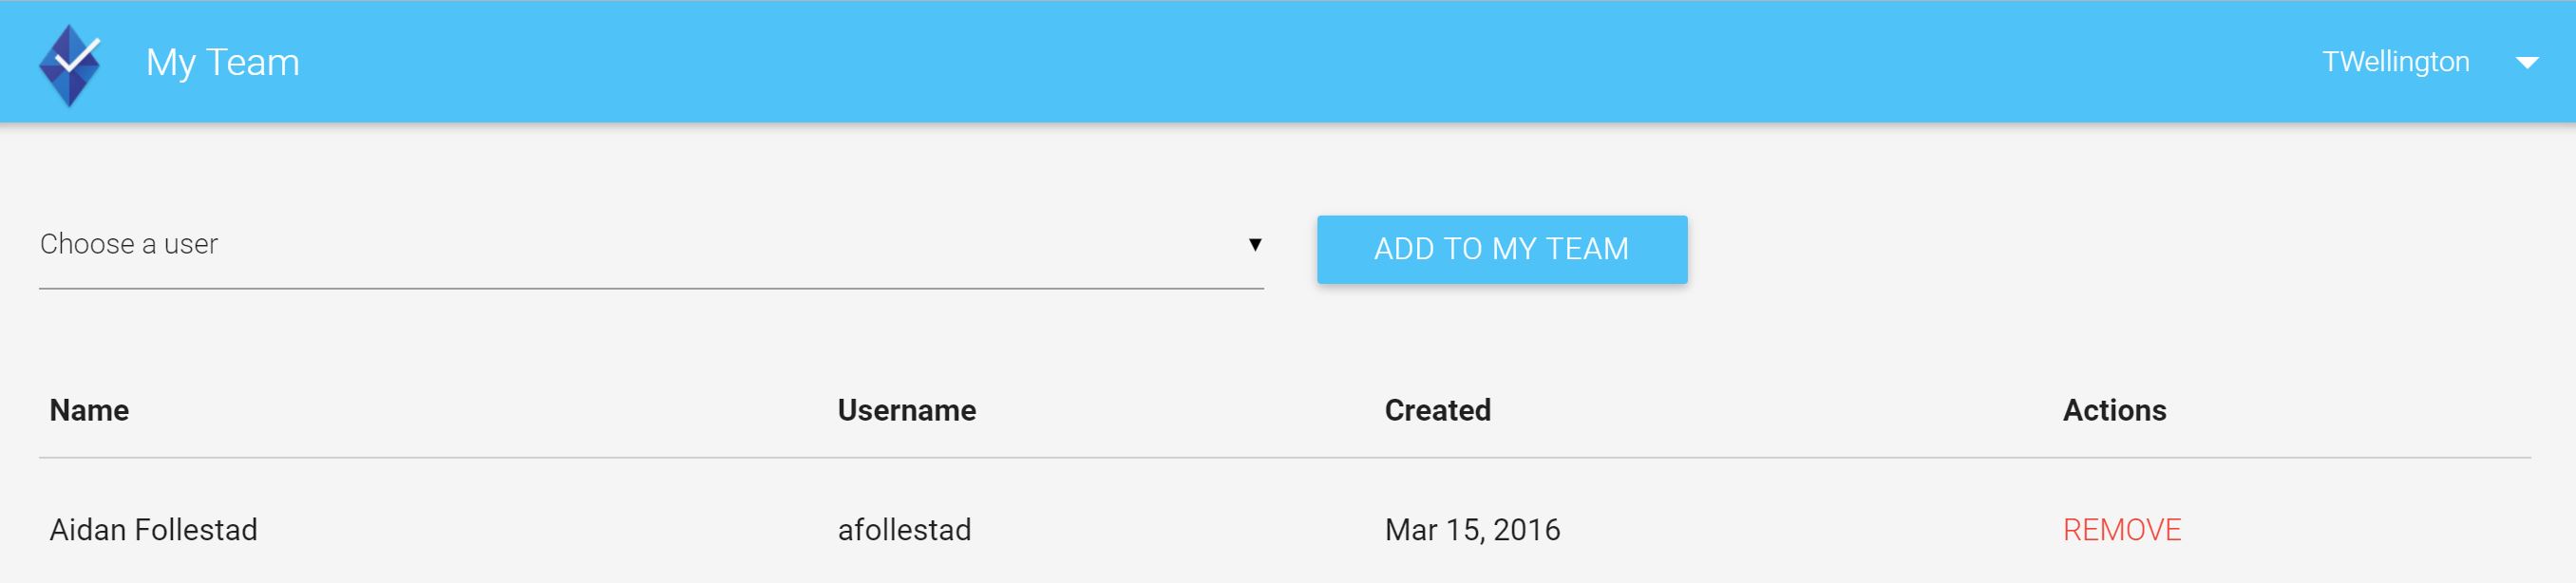 My Team
TWellington
Choose a user
ADD TO MY TEAM
Name Username Created Actions
Aidan Follestad afollestad Mar 15, 2016 REMOVE